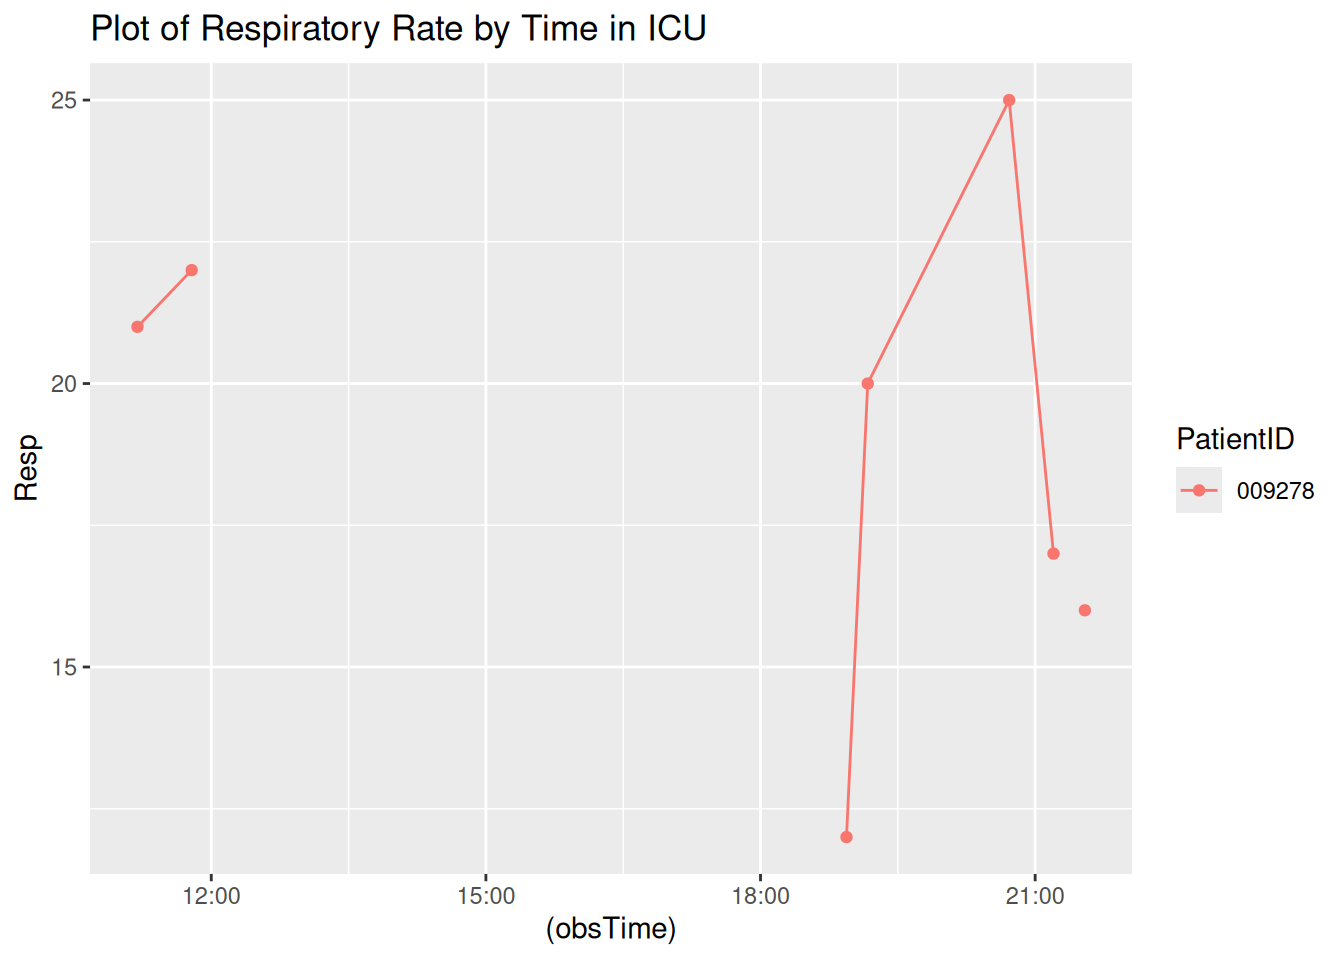 Plot of Respiratory Rate by Time in ICU
25
20
15
Resp
12:00
15:00
18:00
21:00
(obsTime)
PatientID
009278